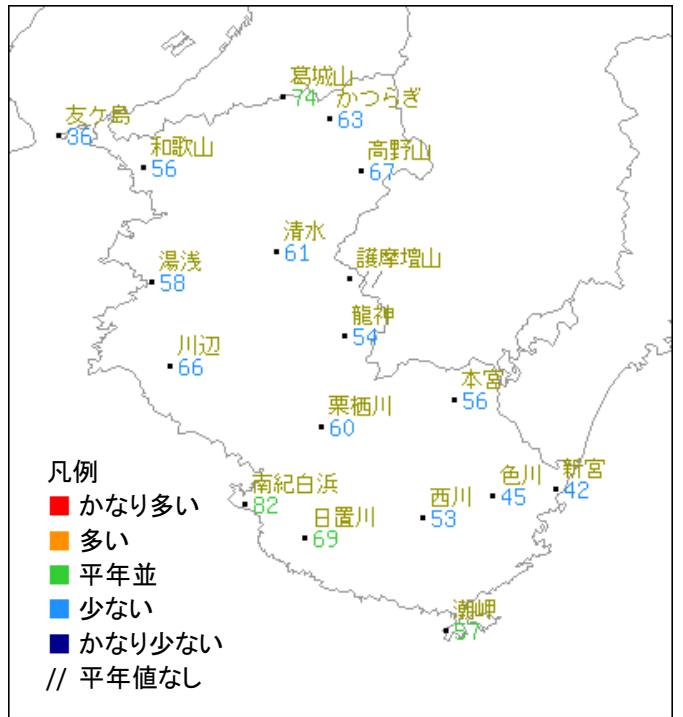 葛城山
74
かつらぎ
63
友ケ島
36
和歌山
56
高野山
67
清水
61
護摩壇山
//
湯浅
58
龍神
54
川辺
66
本宮
56
栗栖川
60
南紀白浜
82
日置川
69
西川
53
色川
45
新宮
42
潮岬
57
凡例
かなり多い
多い
平年並
少ない
かなり少ない
// 平年値なし